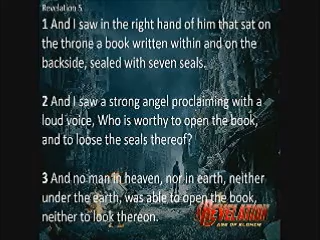 Revelation 5
1 And I saw in the right hand of him that sat on
the throne a book written within and on the
backside, sealed with seven seals.
2 And I saw a strong angel proclaiming with a
loud voice, Who is worthy to open the book,
and to loose the seals thereof?
3 And no man in heaven, nor in earth, neither
under the earth, was able to open the book,
neither to look thereon.
REVELATION